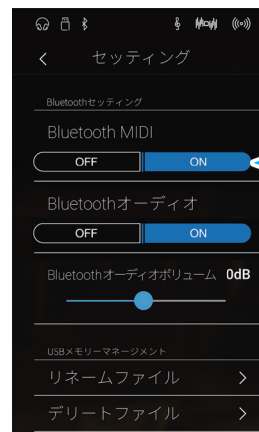 セッティング
Bluetoothセッティング
Bluetooth MIDI
OFF ON
Bluetoothオーディオ
OFF ON
Bluetoothオーディオボリューム 0dB
USBメモリーマネージメント
リネームファイル
デリートファイル